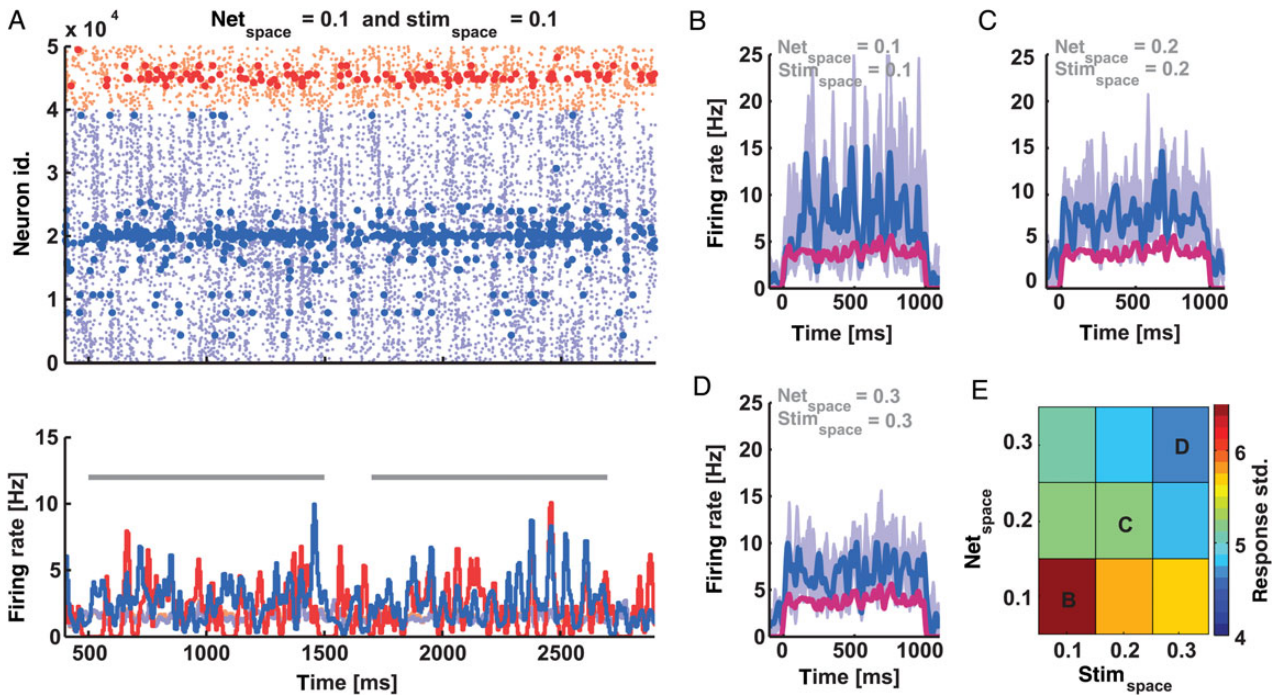 A
Net_space = 0.1 and stim_space = 0.1
x 10^4
5
4
3
2
1
0
Neuron id.
15
10
5
0
Firing rate [Hz]
500 1000 1500 2000 2500
Time [ms]
B
Net_space = 0.1
Stim_space = 0.1
25
20
15
10
5
0
Firing rate [Hz]
0 500 1000
Time [ms]
C
Net_space = 0.2
Stim_space = 0.2
25
20
15
10
5
0
0 500 1000
Time [ms]
D
Net_space = 0.3
Stim_space = 0.3
25
20
15
10
5
0
Firing rate [Hz]
0 500 1000
Time [ms]
E
Net_space
0.3
0.2
0.1
D
C
B
0.1 0.2 0.3
Stim_space
6
5
4
Response std.